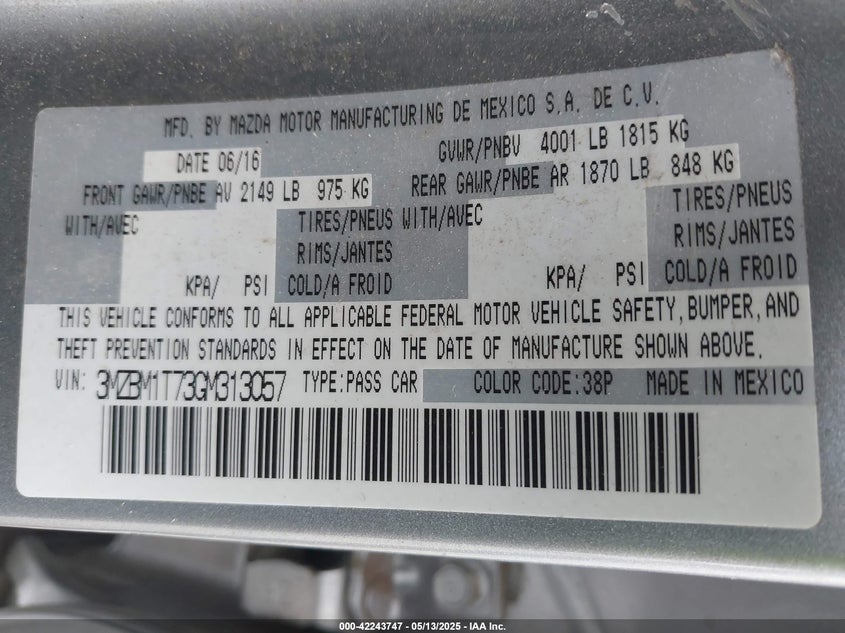 MFD. BY MAZDA MOTOR MANUFACTURING DE MEXICO S.A. DE C.V.
DATE 06/16 GVWR/PNBV 4001 LB 1815 KG
FRONT GAWR/PNBE AV 2149 LB 975 KG REAR GAWR/PNBE AR 1870 LB 848 KG
WITH/AVEC TIRES/PNEUS WITH/AVEC TIRES/PNEUS
RIMS/JANTES RIMS/JANTES
KPA/ PSI COLD/A FROID KPA/ PSI COLD/A FROID
THIS VEHICLE CONFORMS TO ALL APPLICABLE FEDERAL MOTOR VEHICLE SAFETY, BUMPER, AND
THEFT PREVENTION STANDARDS IN EFFECT ON THE DATE OF MANUFACTURE SHOWN ABOVE.
VIN: 3MZBM1T73GM313057 TYPE:PASS CAR COLOR CODE:38P MADE IN MEXICO
000-42243747 - 05/13/2025 - IAA Inc.